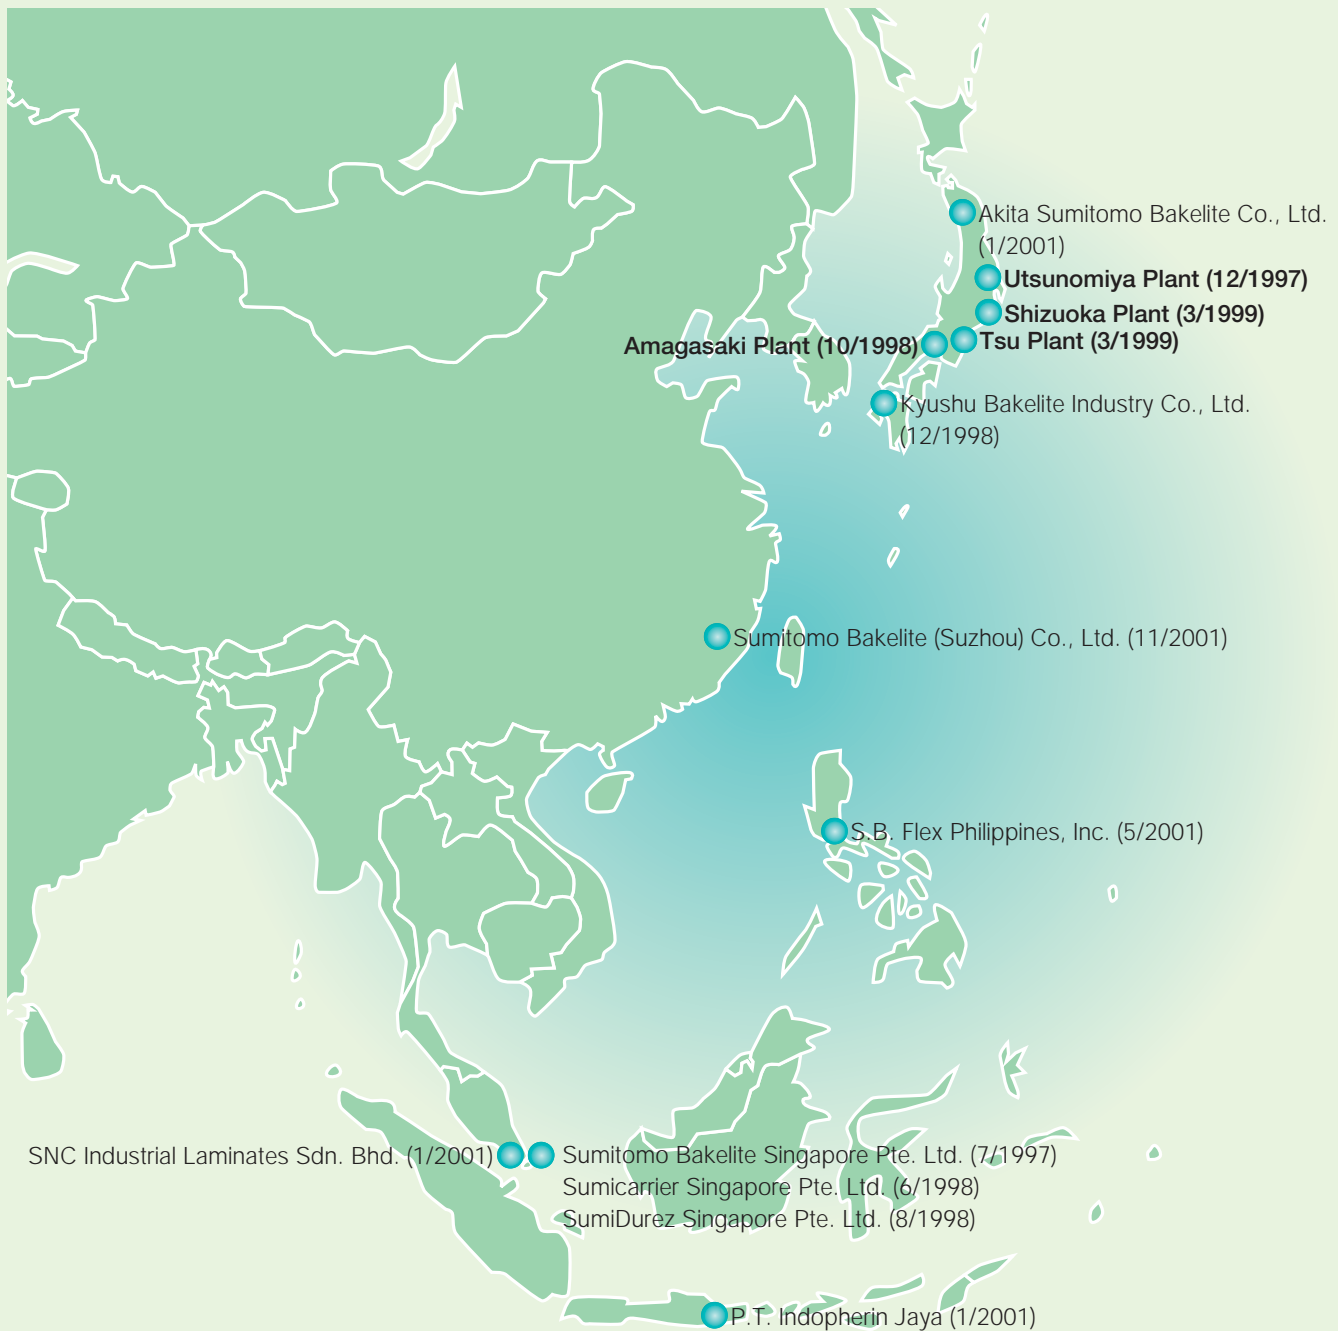 Akita Sumitomo Bakelite Co., Ltd.
(1/2001)
Utsunomiya Plant (12/1997)
Shizuoka Plant (3/1999)
Tsu Plant (3/1999)
Amagasaki Plant (10/1998)
Kyushu Bakelite Industry Co., Ltd.
(12/1998)
Sumitomo Bakelite (Suzhou) Co., Ltd. (11/2001)
S.B. Flex Philippines, Inc. (5/2001)
SNC Industrial Laminates Sdn. Bhd. (1/2001)
Sumitomo Bakelite Singapore Pte. Ltd. (7/1997)
Sumicarrier Singapore Pte. Ltd. (6/1998)
SumiDurez Singapore Pte. Ltd. (8/1998)
P.T. Indopherin Jaya (1/2001)